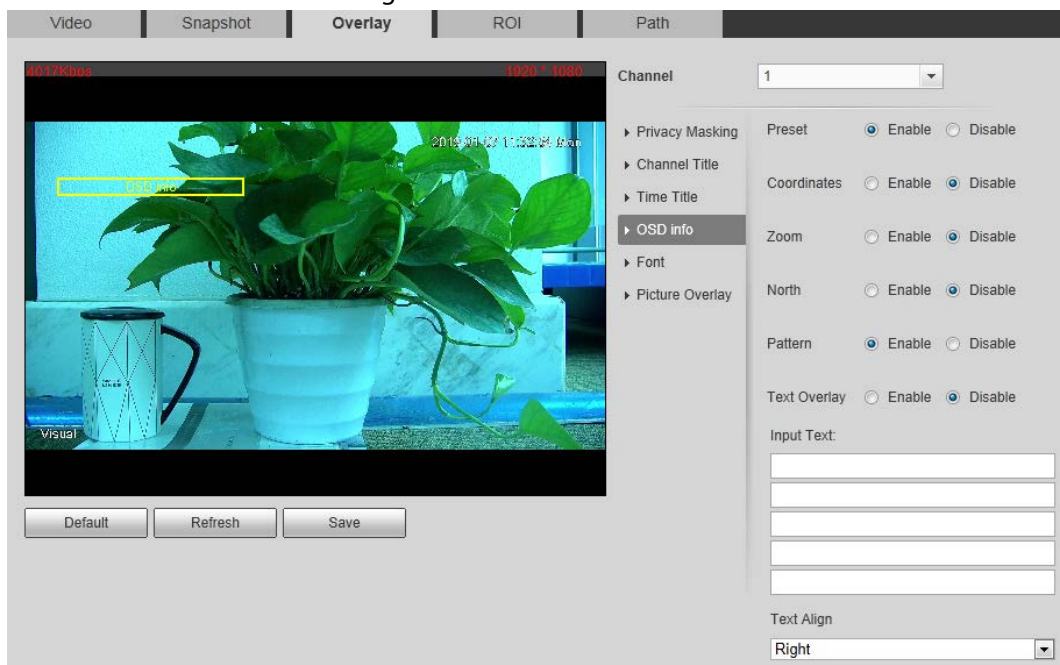 Video Snapshot Overlay ROI Path
4017Kbps 1920 * 1080
OSD info
Visual
Default Refresh Save
Channel 1
Privacy Masking
Channel Title
Time Title
OSD info
Font
Picture Overlay
Preset Enable Disable
Coordinates Enable Disable
Zoom Enable Disable
North Enable Disable
Pattern Enable Disable
Text Overlay Enable Disable
Input Text:
Text Align
Right